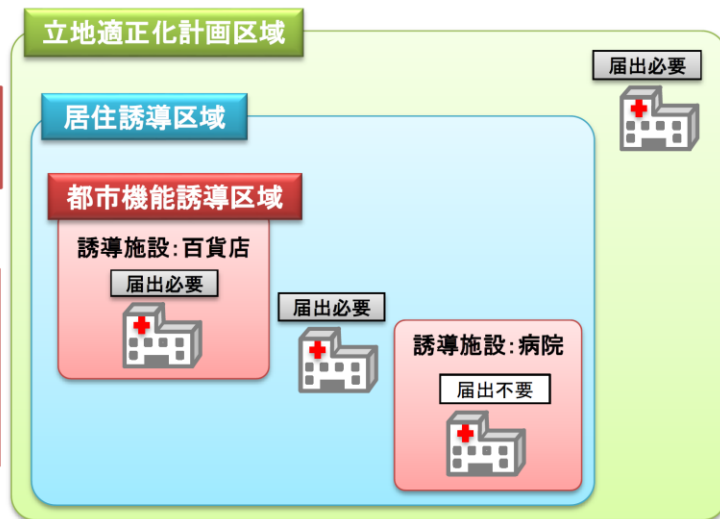 立地適正化計画区域
届出必要
居住誘導区域
都市機能誘導区域
誘導施設:百貨店
届出必要
届出必要
誘導施設:病院
届出不要